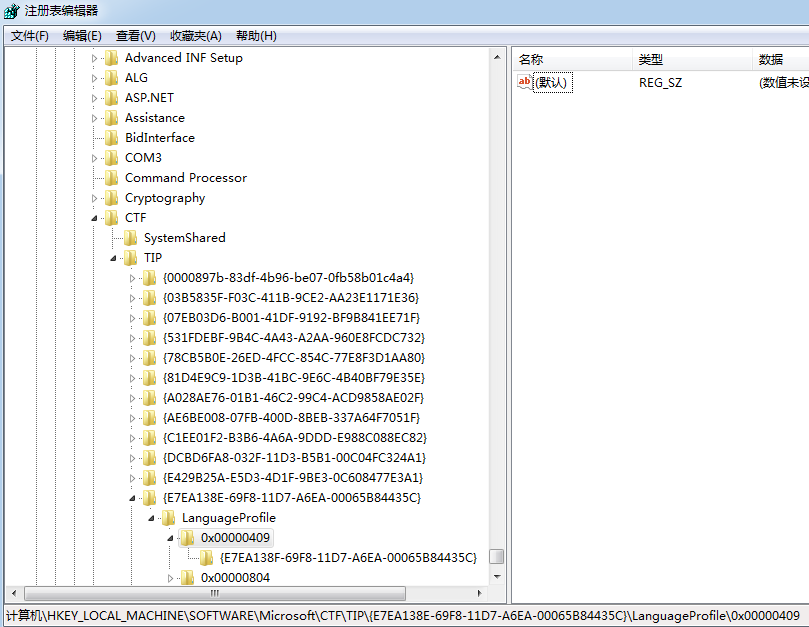 注册表编辑器
文件(F) 编辑(E) 查看(V) 收藏夹(A) 帮助(H)
Advanced INF Setup
ALG
ASP.NET
Assistance
BidInterface
COM3
Command Processor
Cryptography
CTF
SystemShared
TIP
{0000897b-83df-4b96-be07-0fb58b01c4a4}
{03B5835F-F03C-411B-9CE2-AA23E1171E36}
{07EB03D6-B001-41DF-9192-BF9B841EE71F}
{531FDEBF-9B4C-4A43-A2AA-960E8FCDC732}
{78CB5B0E-26ED-4FCC-854C-77E8F3D1AA80}
{81D4E9C9-1D3B-41BC-9E6C-4B40BF79E35E}
{A028AE76-01B1-46C2-99C4-ACD9858AE02F}
{AE6BE008-07FB-400D-8BEB-337A64F7051F}
{C1EE01F2-B3B6-4A6A-9DDD-E988C088EC82}
{DCBD6FA8-032F-11D3-B5B1-00C04FC324A1}
{E429B25A-E5D3-4D1F-9BE3-0C608477E3A1}
{E7EA138E-69F8-11D7-A6EA-00065B84435C}
LanguageProfile
0x00000409
{E7EA138F-69F8-11D7-A6EA-00065B84435C}
0x00000804
名称 类型 数据
ab (默认) REG_SZ (数值未设
计算机\HKEY_LOCAL_MACHINE\SOFTWARE\Microsoft\CTF\TIP\{E7EA138E-69F8-11D7-A6EA-00065B84435C}\LanguageProfile\0x00000409